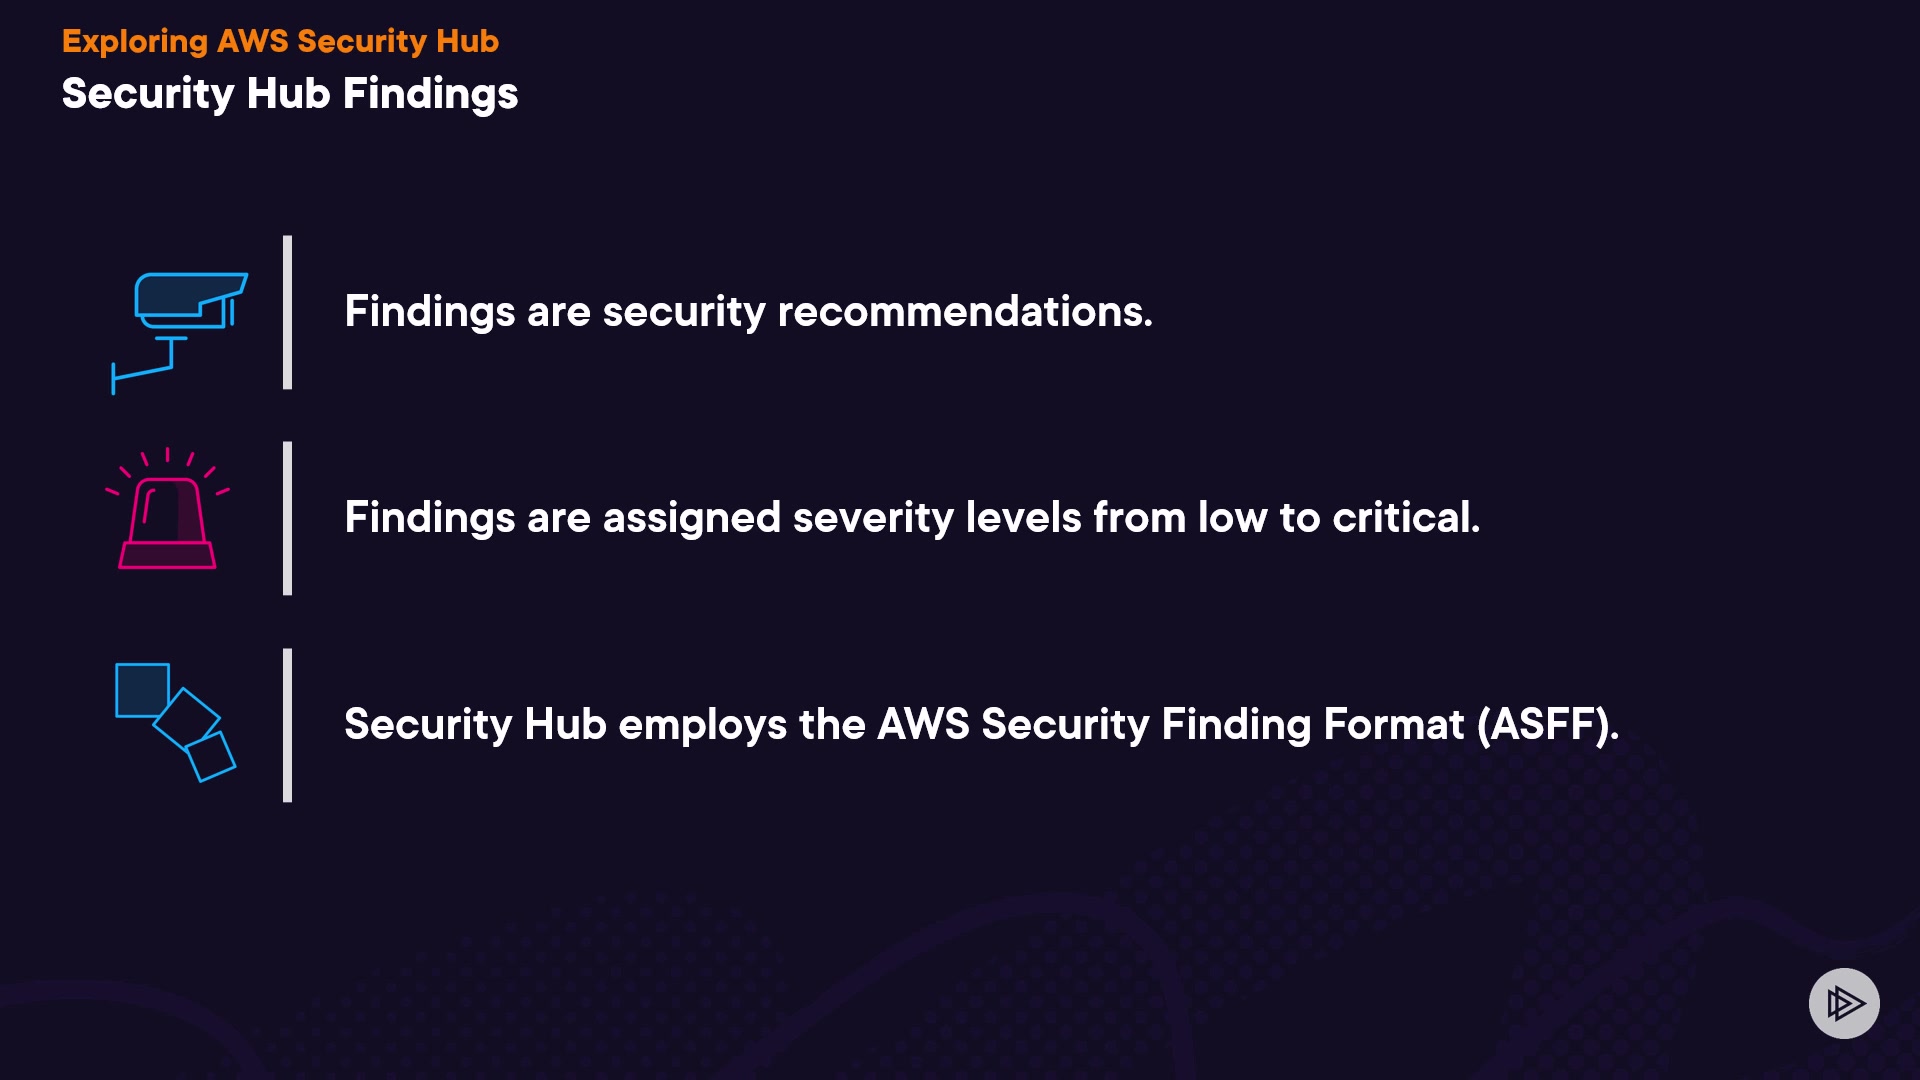 Exploring AWS Security Hub
Security Hub Findings
Findings are security recommendations.
Findings are assigned severity levels from low to critical.
Security Hub employs the AWS Security Finding Format (ASFF).